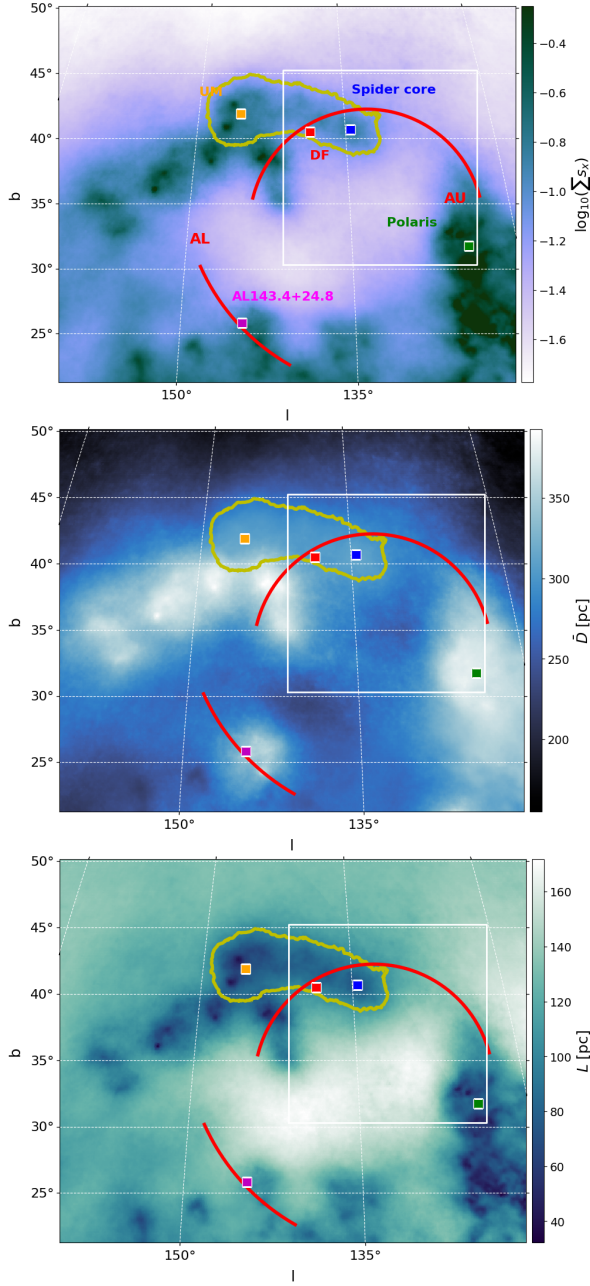 50°
45°
40°
35°
30°
25°
b
UM
Spider core
DF
AU
Polaris
AL
AL143.4+24.8
150°
135°
l
−0.4
−0.6
−0.8
−1.0
−1.2
−1.4
−1.6
log₁₀(∑ sₓ)
50°
45°
40°
35°
30°
25°
b
150°
135°
l
350
300
250
200
D̄ [pc]
50°
45°
40°
35°
30°
25°
b
150°
135°
l
160
140
120
100
80
60
40
L [pc]